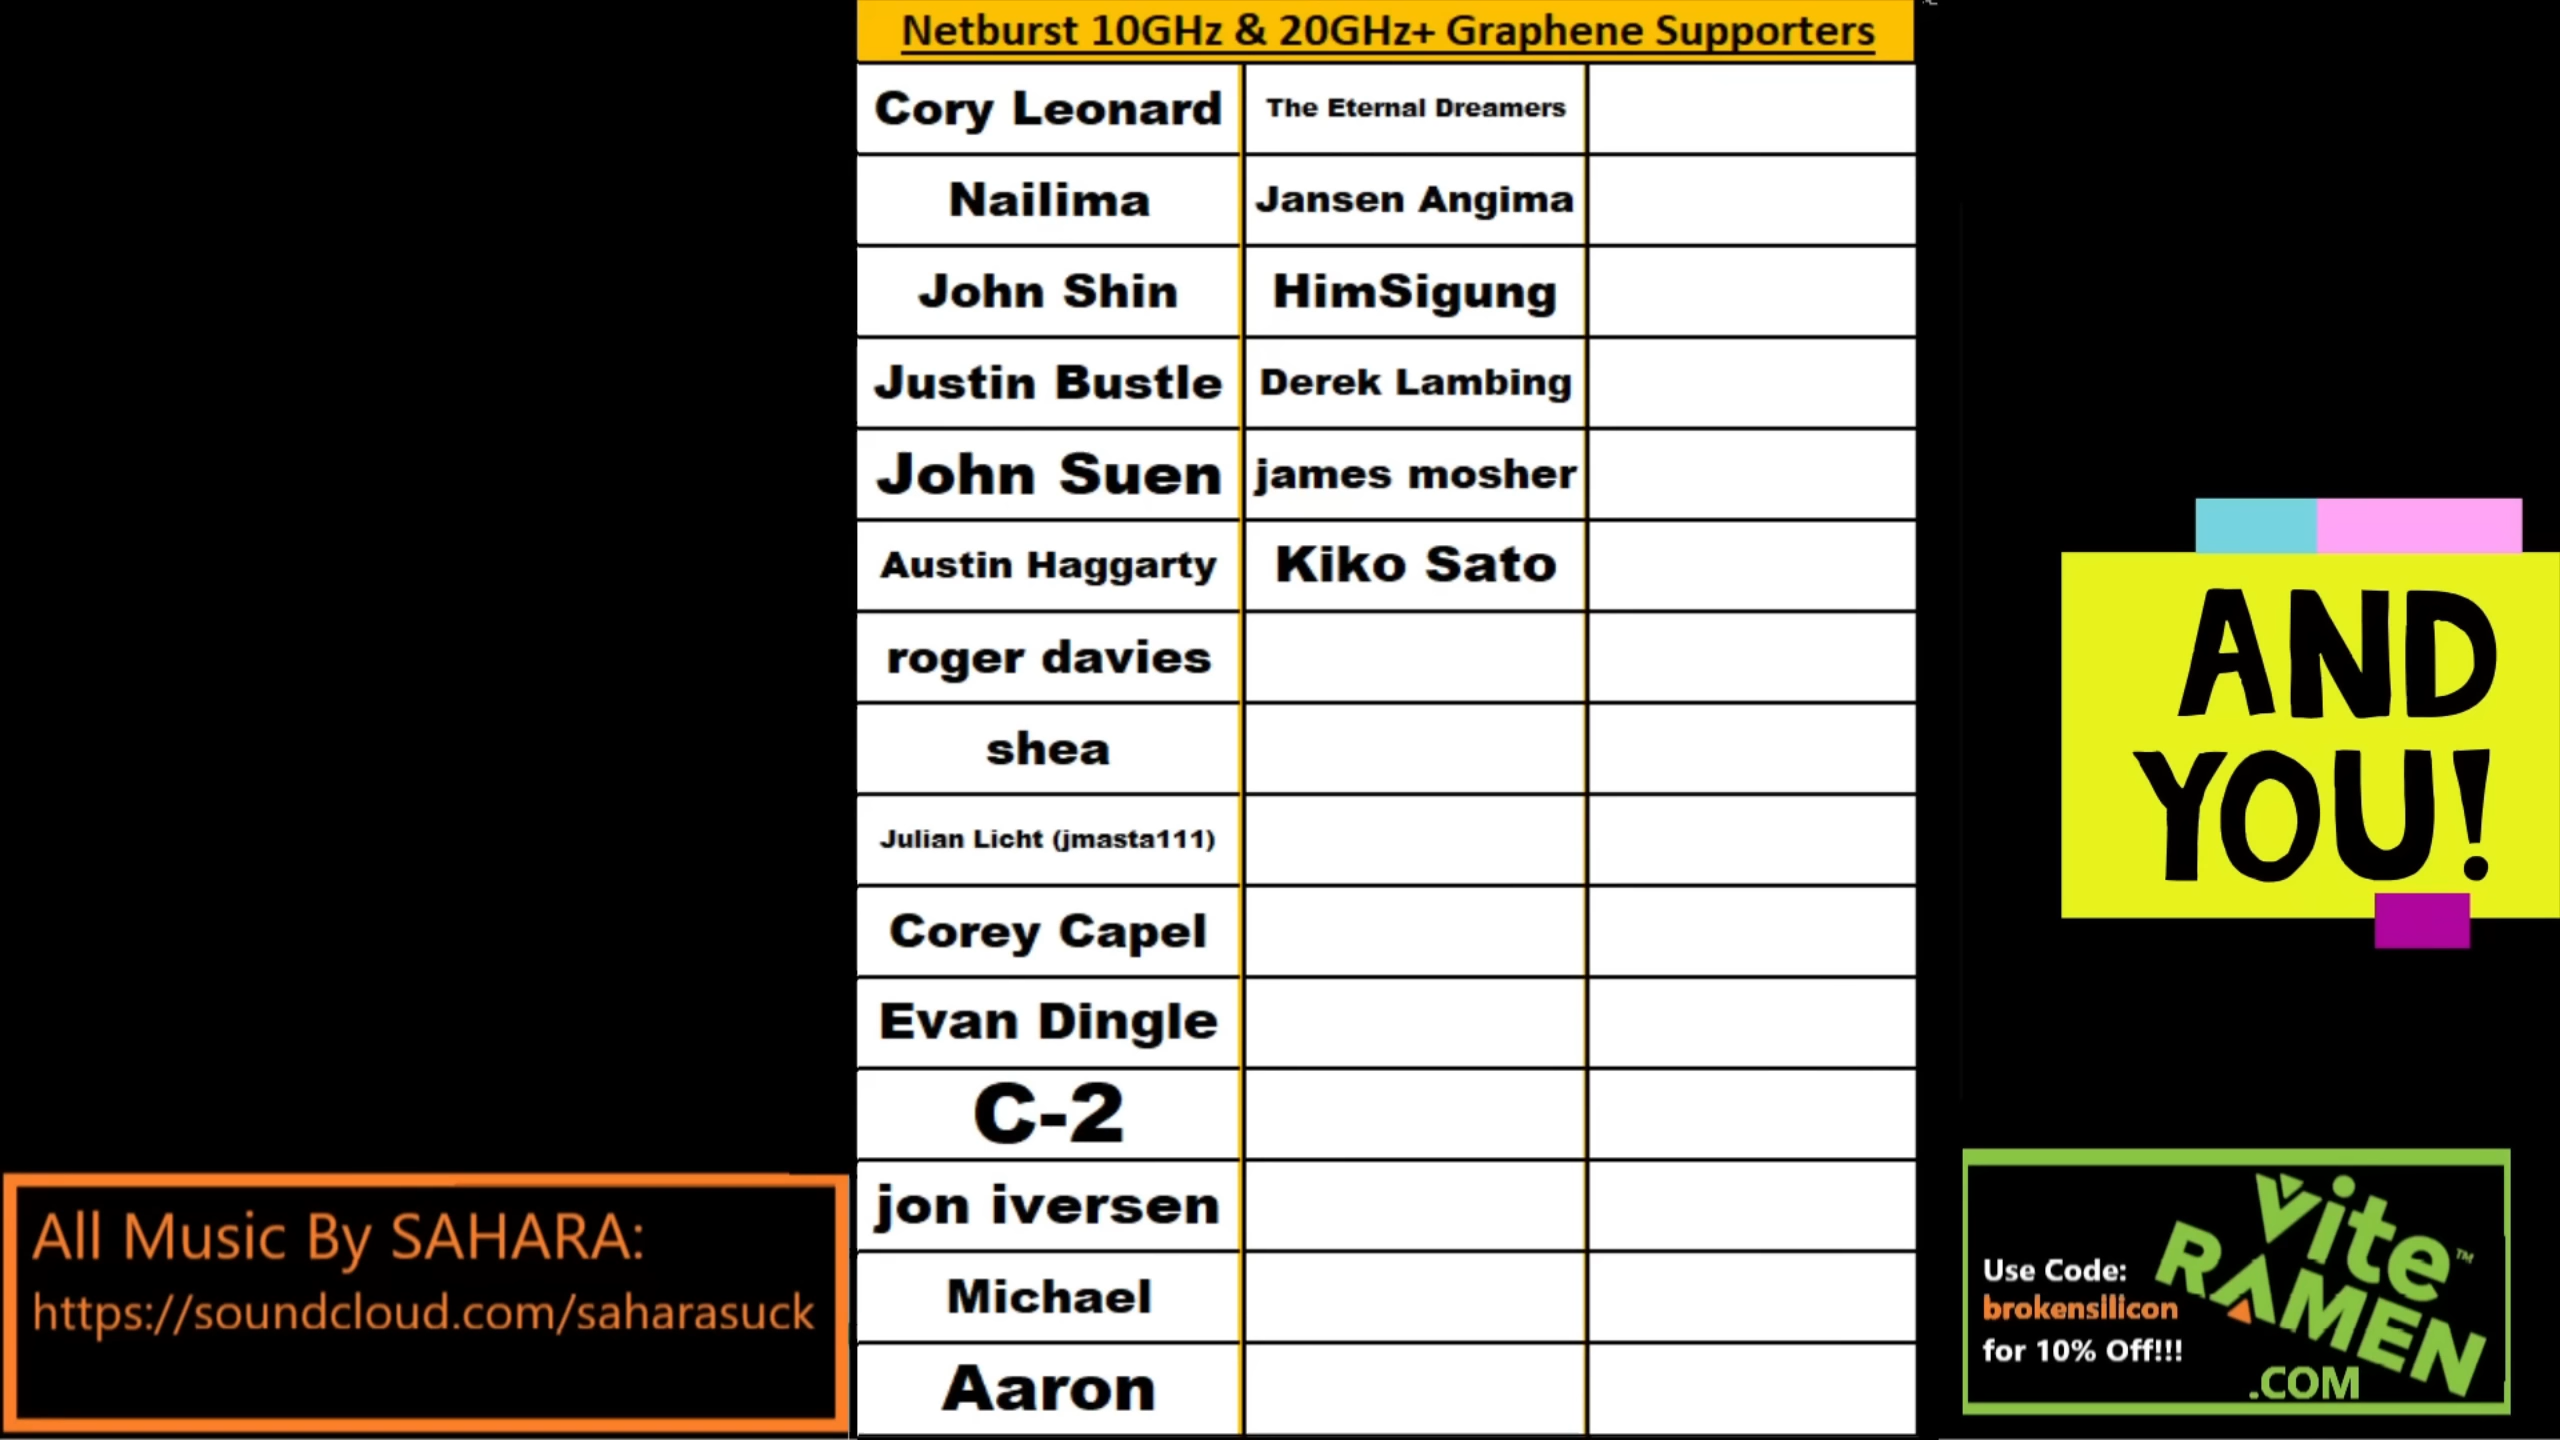 Netburst 10GHz & 20GHz+ Graphene Supporters
Cory Leonard
The Eternal Dreamers
Nailima
Jansen Angima
John Shin
HimSigung
Justin Bustle
Derek Lambing
John Suen
james mosher
Austin Haggarty
Kiko Sato
roger davies
shea
Julian Licht (jmasta111)
Corey Capel
Evan Dingle
C-2
jon iversen
Michael
Aaron
AND
YOU!
All Music By SAHARA:
https://soundcloud.com/saharasuck
Use Code:
brokensilicon
for 10% Off!!!
Vite™
RAMEN
.COM